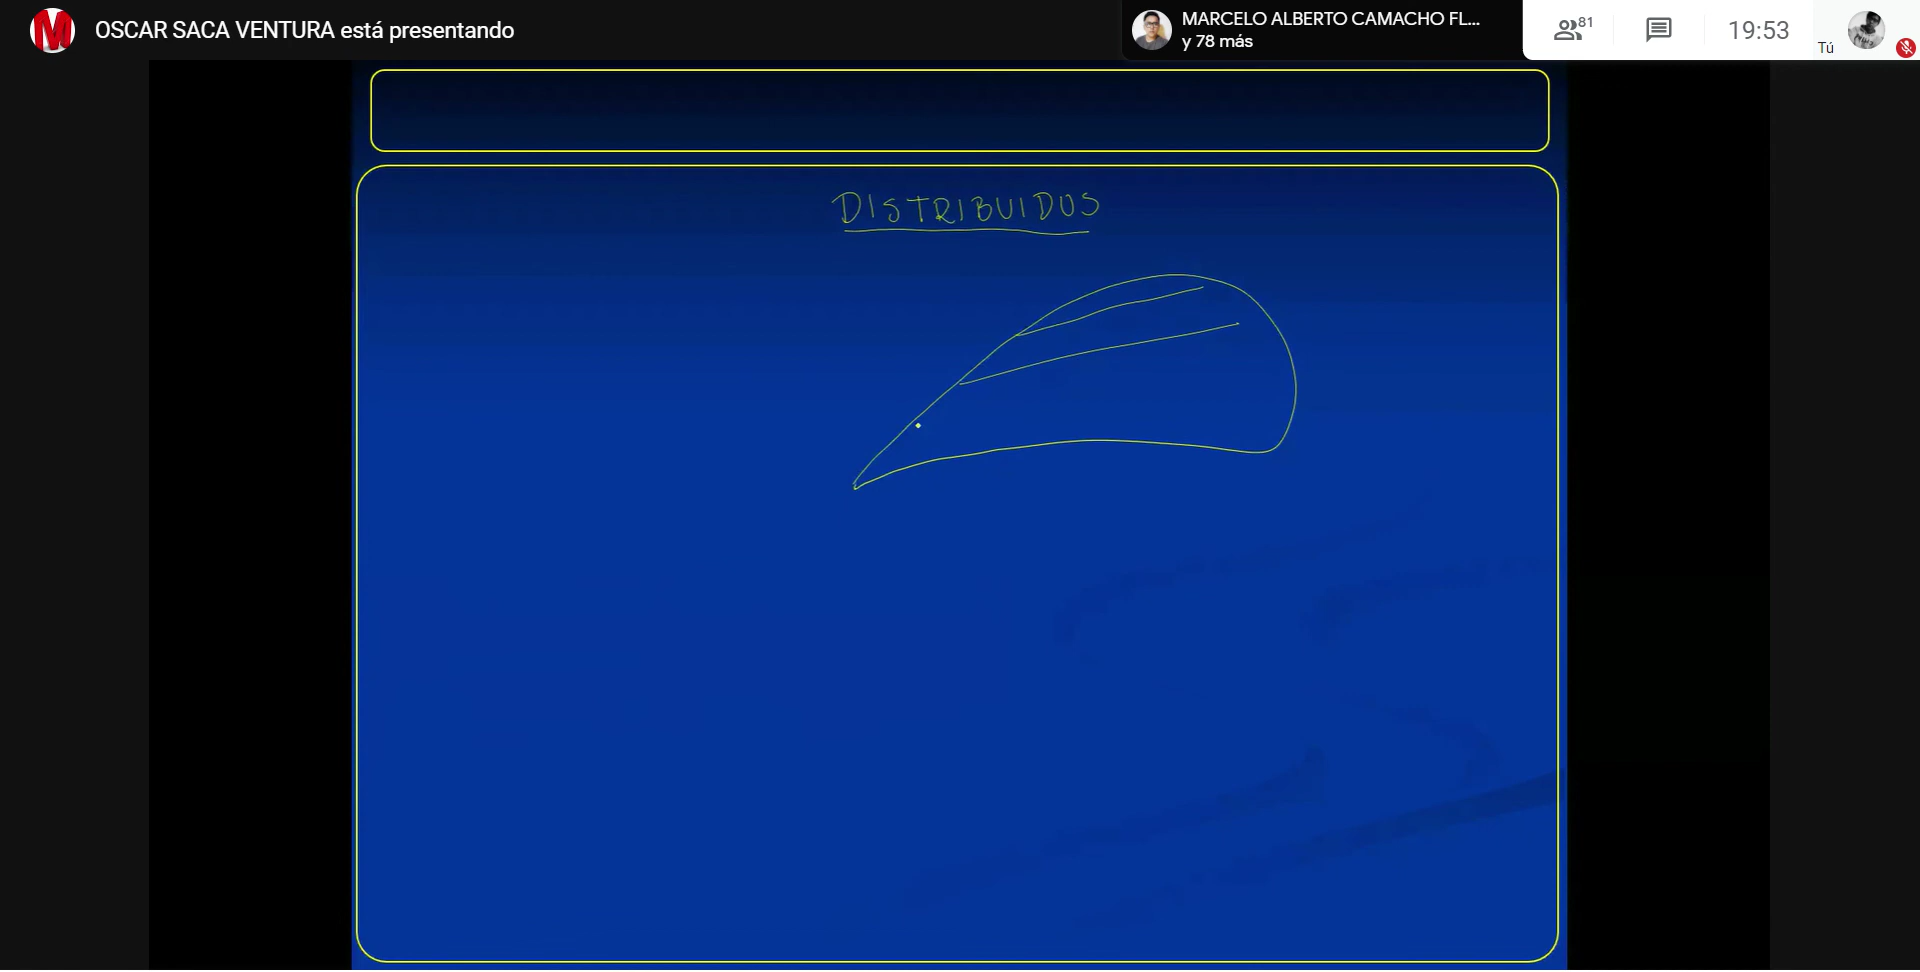 OSCAR SACA VENTURA está presentando
MARCELO ALBERTO CAMACHO FL...
y 78 más
81
19:53
Tú
DISTRIBUIDOS